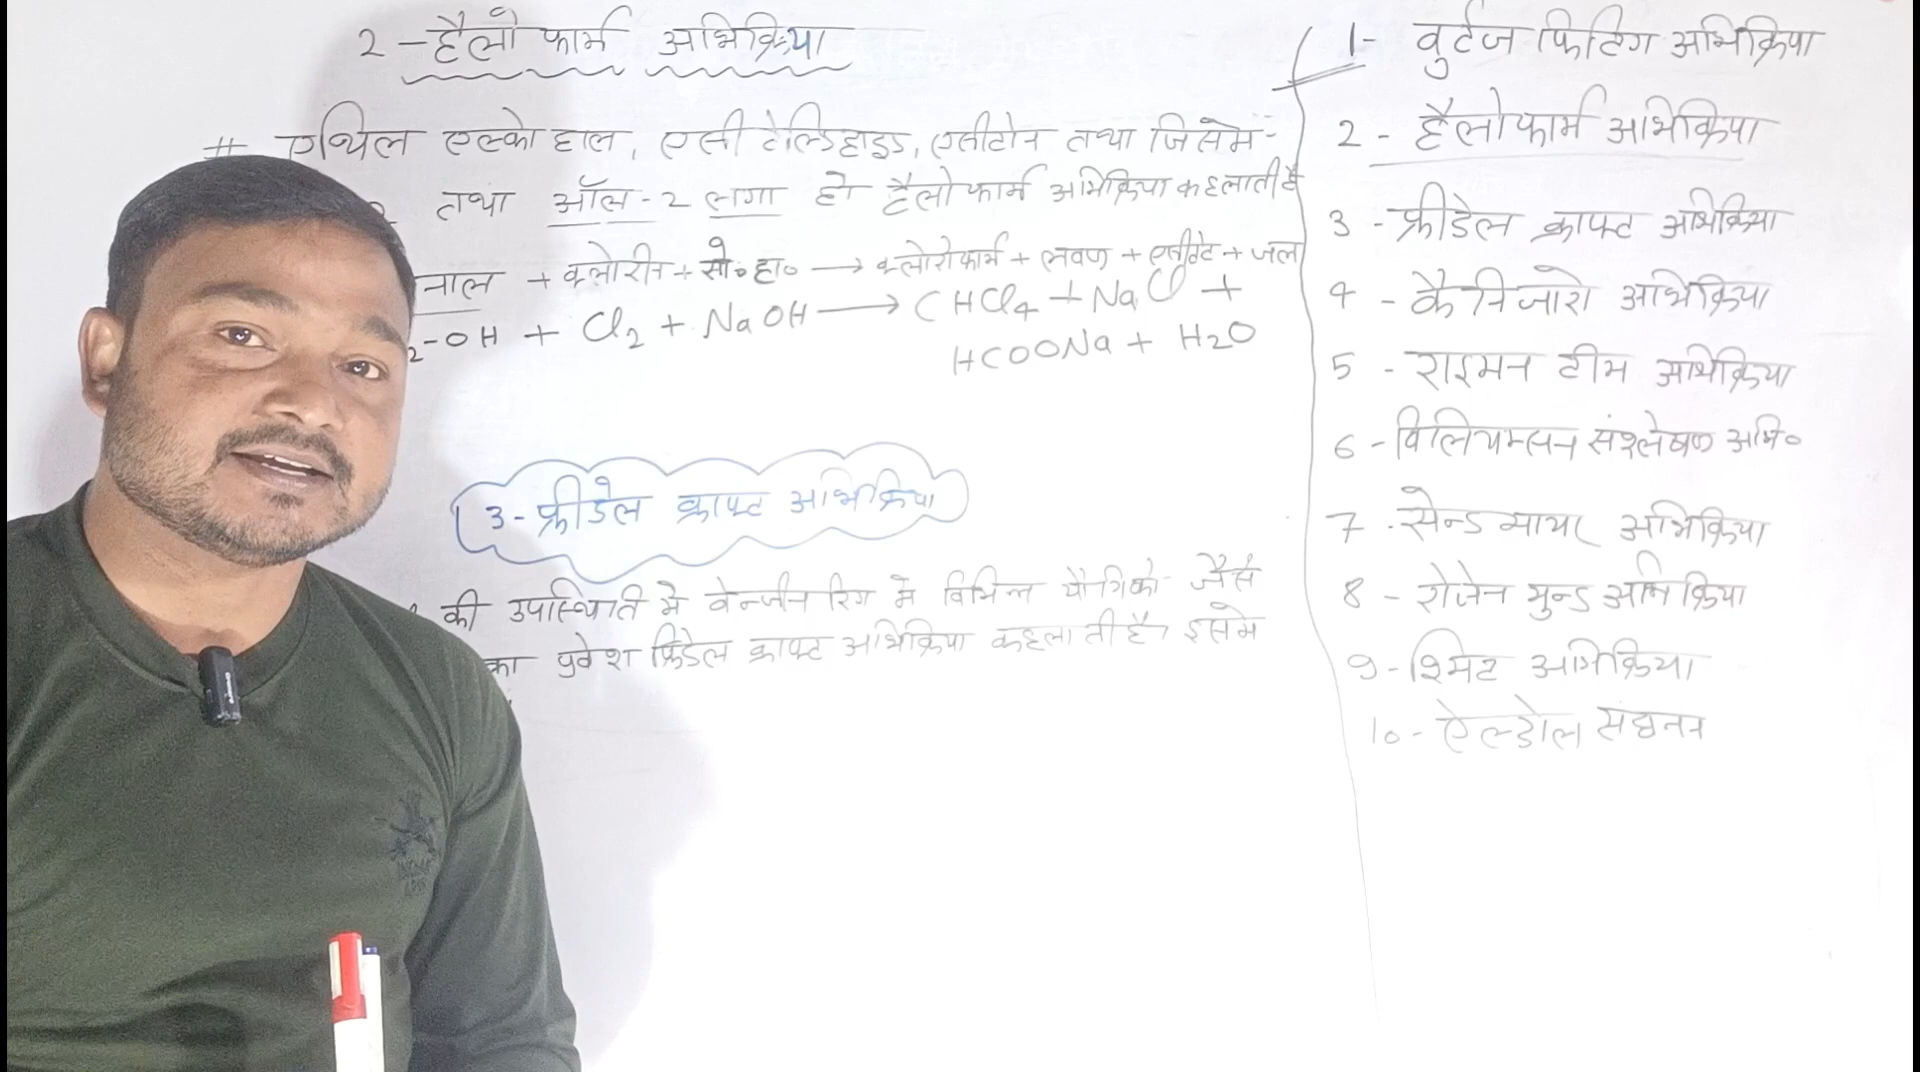 2 - हैलो फार्म अभिक्रिया
# एथिल एल्कोहाल, एसीटेल्डिहाइड, एसीटोन तथा जिसमे-
तथा ऑल-2 लगा हो हैलोफार्म अभिक्रिया कहलाती है
नाल + क्लोरीन + सो० हा० → क्लोरोफार्म + लवण + एसीटेट + जल
2-OH + Cl2 + NaOH → CHCl4 + NaCl +
HCOONa + H2O
3 - फ्रीडेल क्राफ्ट अभिक्रिया
की उपस्थिती मे वेन्जीन रिंग मे विभिन्न यौगिको जैसे
का प्रवेश फ्रिडेल क्राफ्ट अभिक्रिया कहलाती है। इसमे
1- वुर्टज फिटिग अभिक्रिया
2 - हैलोफार्म अभिक्रिया
3 - फ्रीडेल क्राफ्ट अभिक्रिया
4 - कैनिजारो अभिक्रिया
5 - राइमन टीम अभिक्रिया
6 - विलियम्सन संश्लेषण अभि०
7 - सेन्डमायर अभिक्रिया
8 - रोजेनमुन्ड अभिक्रिया
9 - श्मिट अभिक्रिया
10 - ऐल्डोल संघनन